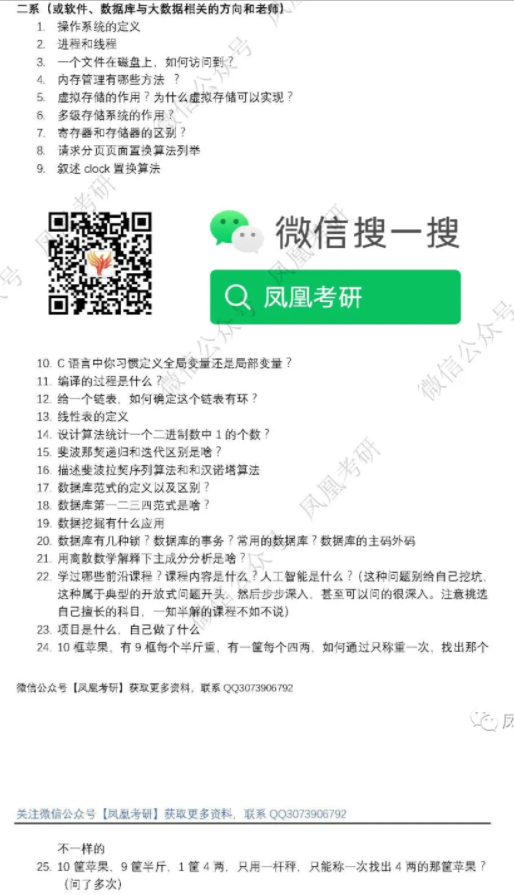 二系（或软件、数据库与大数据相关的方向和老师）
1. 操作系统的定义
2. 进程和线程
3. 一个文件在磁盘上，如何访问到？
4. 内存管理有哪些方法 ？
5. 虚拟存储的作用？为什么虚拟存储可以实现？
6. 多级存储系统的作用？
7. 寄存器和存储器的区别？
8. 请求分页页面置换算法列举
9. 叙述 clock 置换算法
微信搜一搜
凤凰考研
10. C 语言中你习惯定义全局变量还是局部变量？
11. 编译的过程是什么？
12. 给一个链表，如何确定这个链表有环？
13. 线性表的定义
14. 设计算法统计一个二进制数中 1 的个数？
15. 斐波那契递归和迭代区别是啥？
16. 描述斐波拉契序列算法和和汉诺塔算法
17. 数据库范式的定义以及区别？
18. 数据库第一二三四范式是啥？
19. 数据挖掘有什么应用
20. 数据库有几种锁？数据库的事务？常用的数据库？数据库的主码外码
21. 用离散数学解释下主成分分析是啥？
22. 学过哪些前沿课程？课程内容是什么？人工智能是什么？（这种问题别给自己挖坑，
这种属于典型的开放式问题开头，然后步步深入，甚至可以问的很深入。注意挑选
自己擅长的科目，一知半解的课程不如不说）
23. 项目是什么，自己做了什么
24. 10 框苹果，有 9 框每个半斤重，有一筐每个四两，如何通过只称重一次，找出那个
微信公众号【凤凰考研】获取更多资料，联系 QQ3073906792
凤
关注微信公众号【凤凰考研】获取更多资料，联系 QQ3073906792
不一样的
25. 10 筐苹果，9 筐半斤，1 筐 4 两，只用一杆秤，只能称一次找出 4 两的那筐苹果？
（问了多次）
微信公众号 凤凰考研